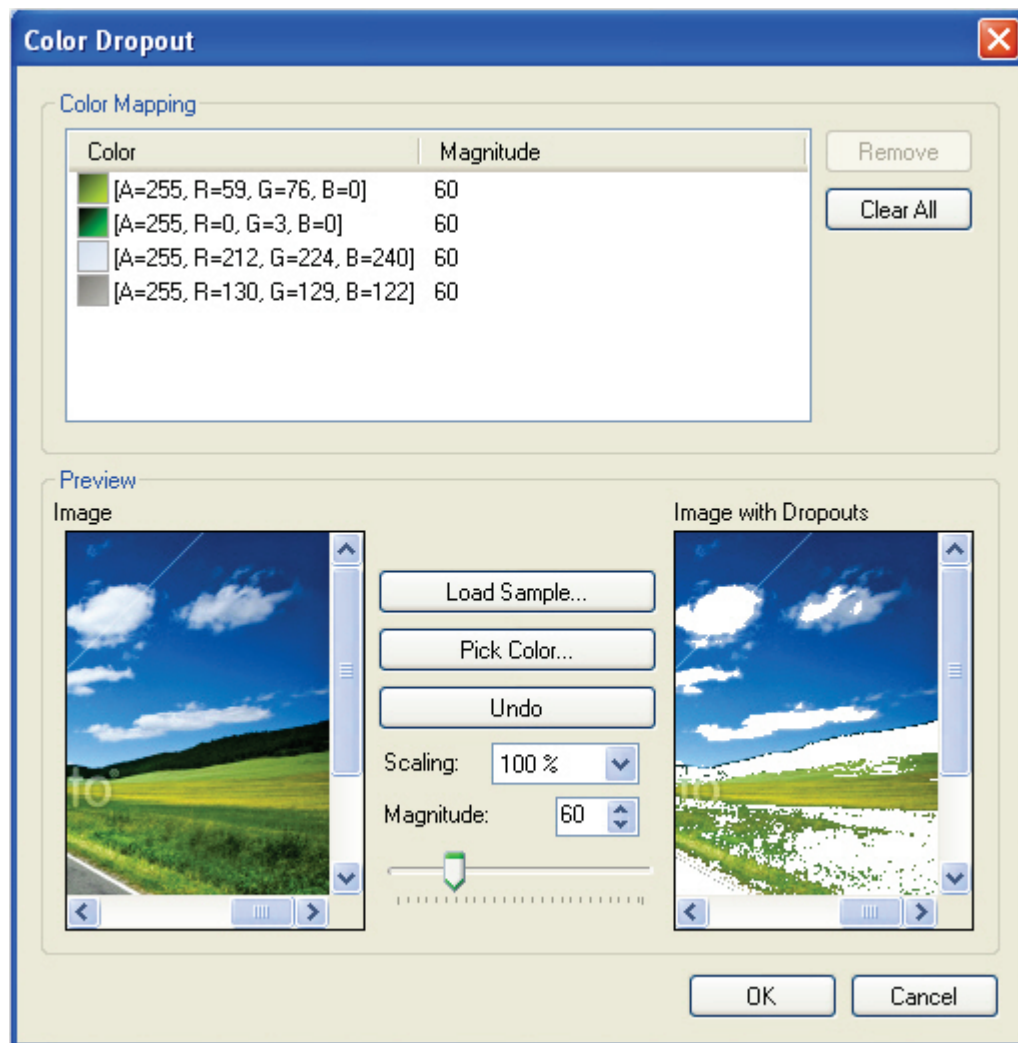 Color Dropout
Color Mapping
Color Magnitude
[A=255, R=59, G=76, B=0] 60
[A=255, R=0, G=3, B=0] 60
[A=255, R=212, G=224, B=240] 60
[A=255, R=130, G=129, B=122] 60
Remove
Clear All
Preview
Image
Image with Dropouts
to
Load Sample...
Pick Color...
Undo
Scaling: 100 %
Magnitude: 60
to
OK Cancel